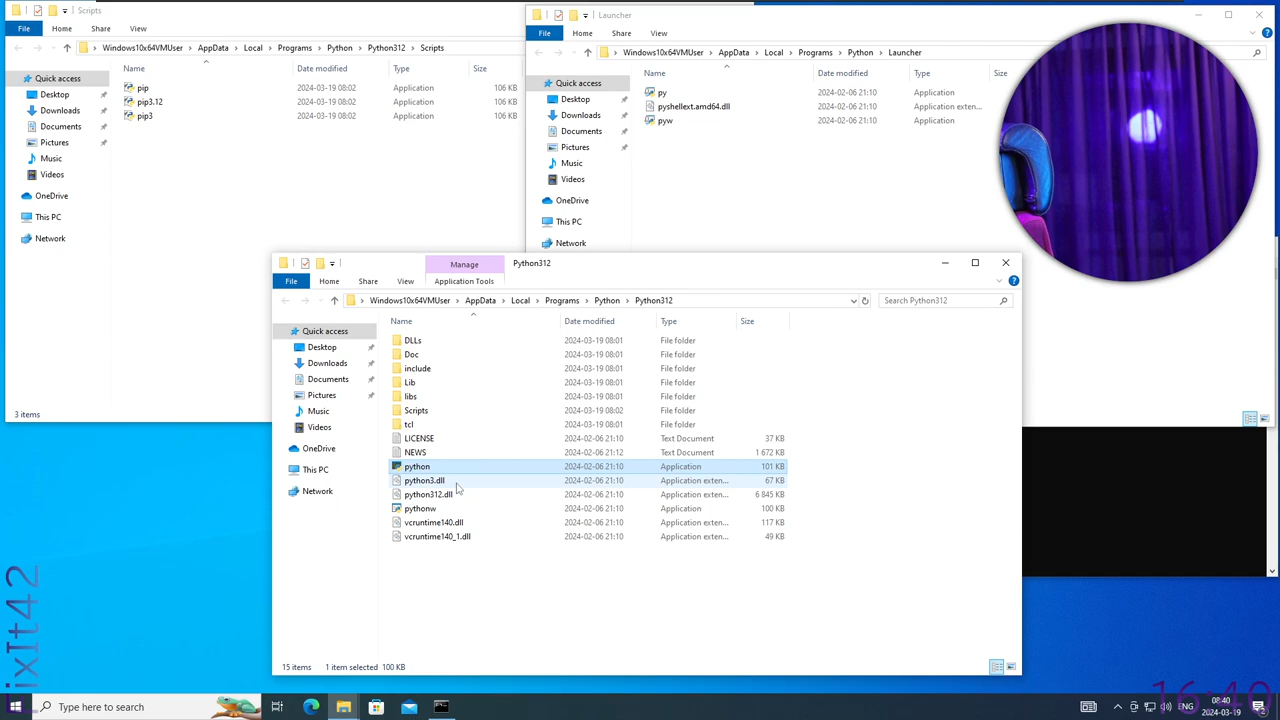 Scripts
File Home Share View
Windows10x64VMUser > AppData > Local > Programs > Python > Python312 > Scripts
Quick access
Desktop
Downloads
Documents
Pictures
Music
Videos
OneDrive
This PC
Network
Name Date modified Type Size
pip 2024-03-19 08:02 Application 106 KB
pip3.12 2024-03-19 08:02 Application 106 KB
pip3 2024-03-19 08:02 Application 106 KB
3 items
Launcher
File Home Share View
Windows10x64VMUser > AppData > Local > Programs > Python > Launcher
Quick access
Desktop
Downloads
Documents
Pictures
Music
Videos
OneDrive
This PC
Network
Name Date modified Type Size
py 2024-02-06 21:10 Application
pyshellext.amd64.dll 2024-02-06 21:10 Application exten...
pyw 2024-02-06 21:10 Application
Manage Python312
File Home Share View Application Tools
Windows10x64VMUser > AppData > Local > Programs > Python > Python312
Search Python312
Quick access
Desktop
Downloads
Documents
Pictures
Music
Videos
OneDrive
This PC
Network
Name Date modified Type Size
DLLs 2024-03-19 08:01 File folder
Doc 2024-03-19 08:01 File folder
include 2024-03-19 08:01 File folder
Lib 2024-03-19 08:01 File folder
libs 2024-03-19 08:01 File folder
Scripts 2024-03-19 08:02 File folder
tcl 2024-03-19 08:01 File folder
LICENSE 2024-02-06 21:10 Text Document 37 KB
NEWS 2024-02-06 21:12 Text Document 1 672 KB
python 2024-02-06 21:10 Application 101 KB
python3.dll 2024-02-06 21:10 Application exten... 67 KB
python312.dll 2024-02-06 21:10 Application exten... 6 845 KB
pythonw 2024-02-06 21:10 Application 100 KB
vcruntime140.dll 2024-02-06 21:10 Application exten... 117 KB
vcruntime140_1.dll 2024-02-06 21:10 Application exten... 49 KB
15 items 1 item selected 100 KB
ixIt42
16:40
Type here to search
ENG
08:40
2024-03-19